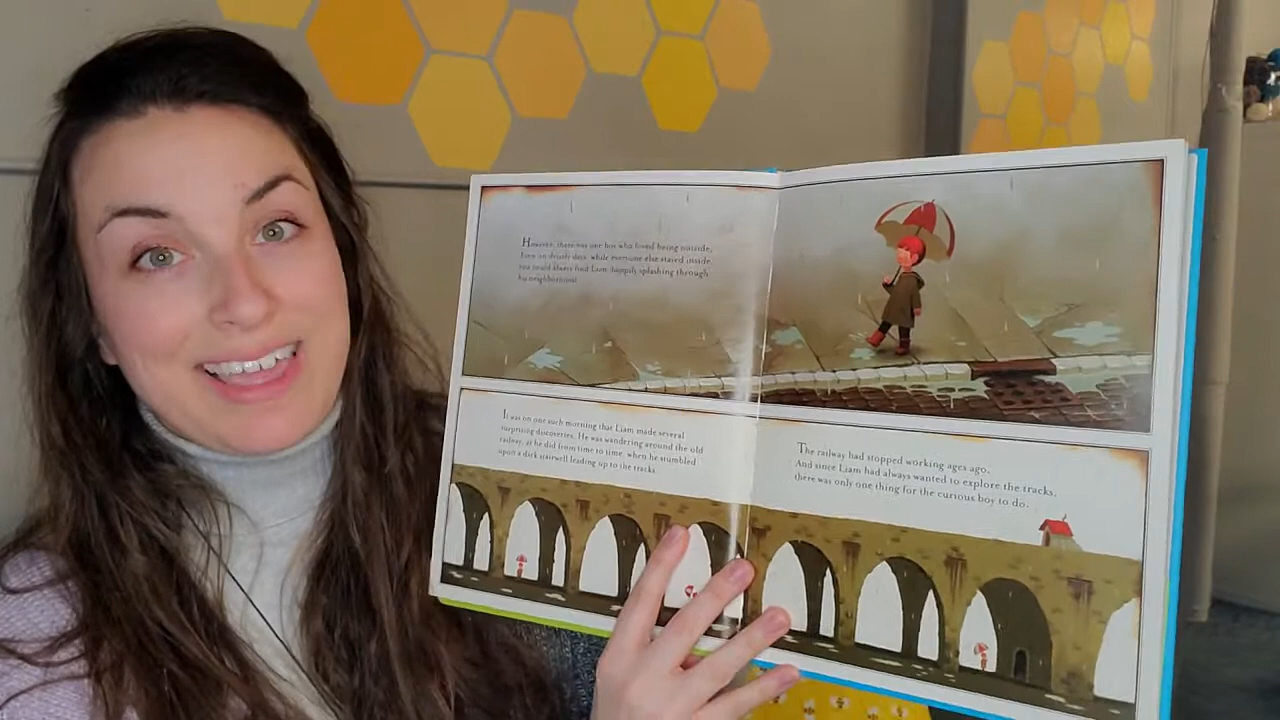 However, there was one boy who loved being outside.
Even on drizzly days, while everyone else stayed inside,
you could always find Liam happily splashing through
his neighborhood.
It was on one such morning that Liam made several
surprising discoveries. He was wandering around the old
railway, as he did from time to time, when he stumbled
upon a dark stairwell leading up to the tracks.
The railway had stopped working ages ago.
And since Liam had always wanted to explore the tracks,
there was only one thing for the curious boy to do.